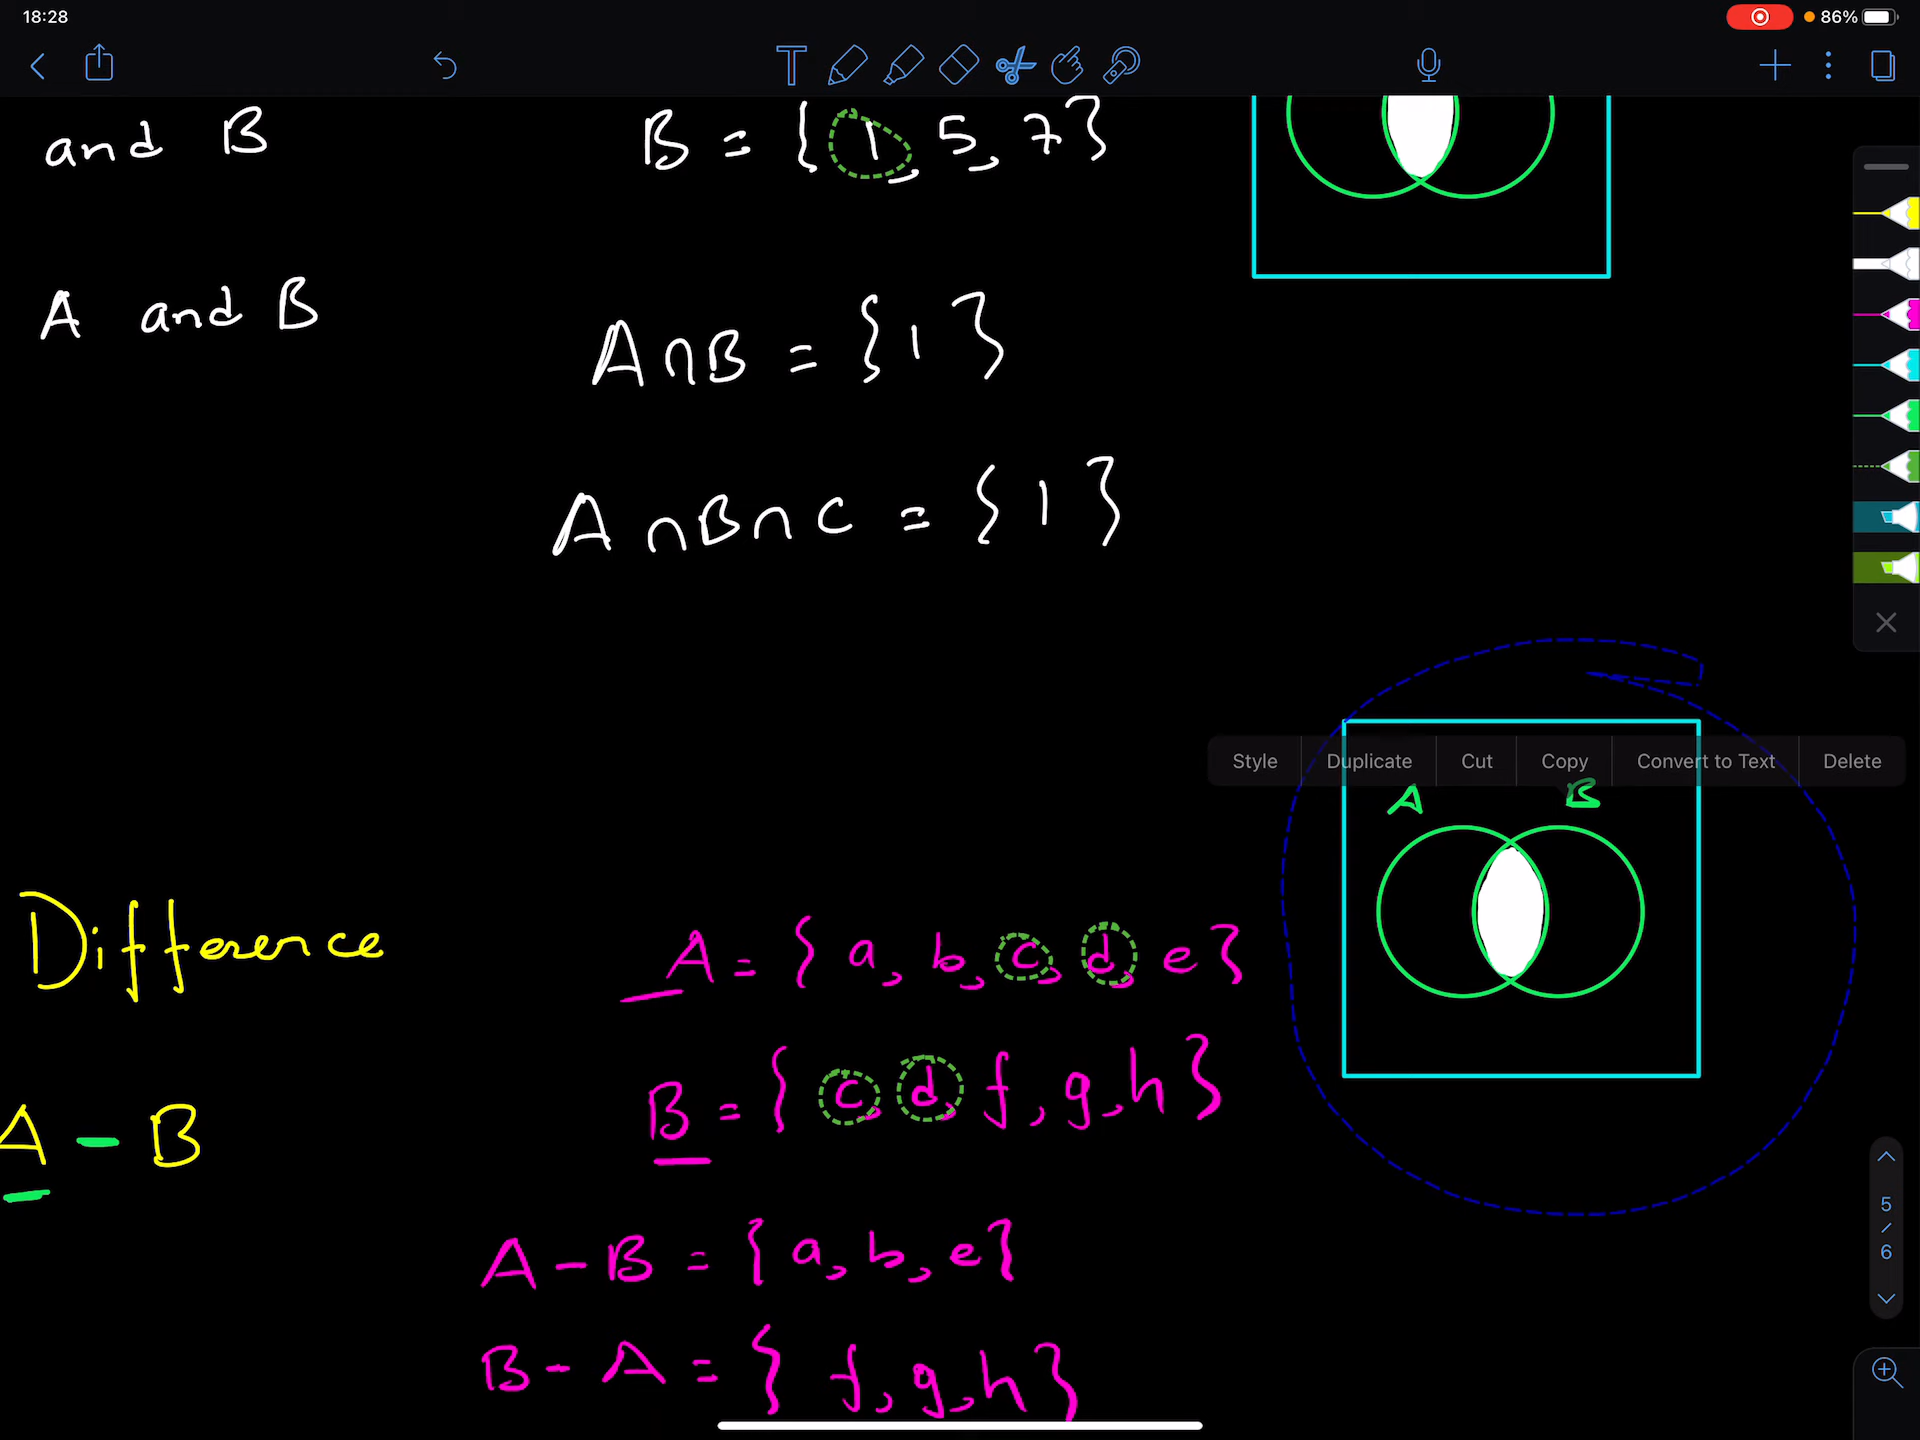 18:28
86%
and B
B = { 1, 5, 7 }
A and B
A∩B = { 1 }
A∩B∩C = { 1 }
Style Duplicate Cut Copy Convert to Text Delete
A B
Difference
A = { a, b, c, d, e }
B = { c, d, f, g, h }
A - B
A - B = { a, b, e }
B - A = { f, g, h }
5
/
6